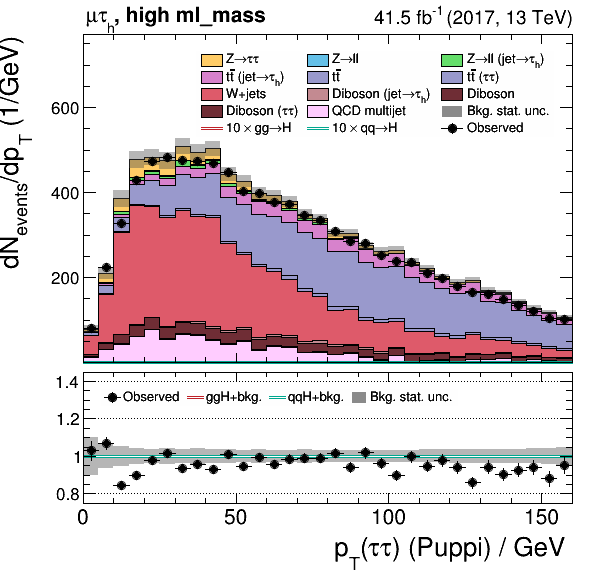 μτh, high ml_mass
41.5 fb-1 (2017, 13 TeV)
dNevents/dpT (1/GeV)
600
400
200
Z→ττ Z→ll Z→ll (jet→τh)
tt̄ (jet→τh) tt̄ tt̄ (ττ)
W+jets Diboson (jet→τh) Diboson
Diboson (ττ) QCD multijet Bkg. stat. unc.
10 × gg→H 10 × qq→H Observed
1.4
1.2
1
0.8
Observed ggH+bkg. qqH+bkg. Bkg. stat. unc.
0 50 100 150
pT(ττ) (Puppi) / GeV